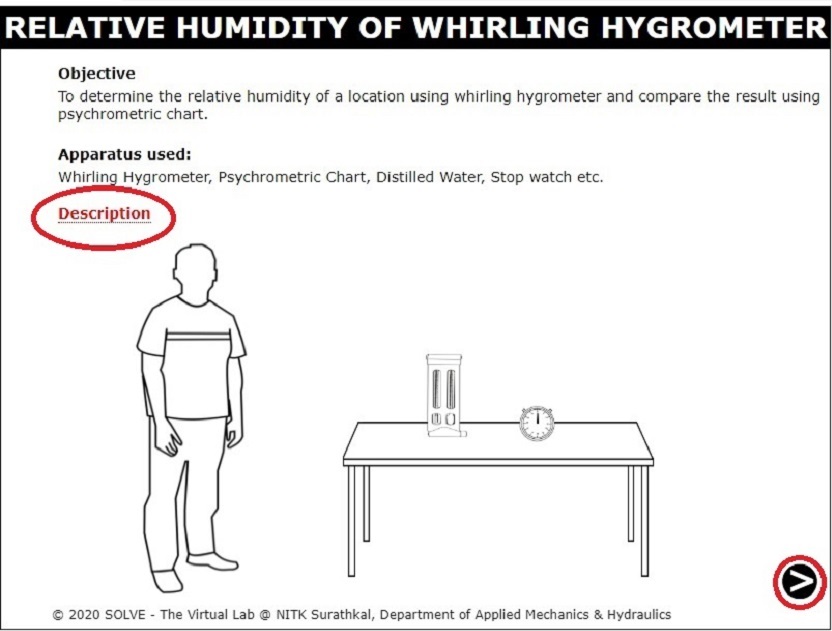 RELATIVE HUMIDITY OF WHIRLING HYGROMETER
Objective
To determine the relative humidity of a location using whirling hygrometer and compare the result using
psychrometric chart.
Apparatus used:
Whirling Hygrometer, Psychrometric Chart, Distilled Water, Stop watch etc.
Description
>
© 2020 SOLVE - The Virtual Lab @ NITK Surathkal, Department of Applied Mechanics & Hydraulics